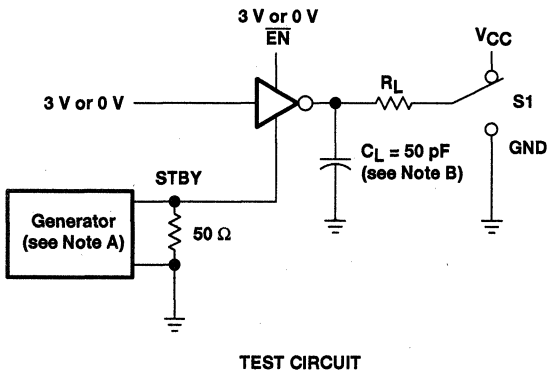 3 V or 0 V
EN
VCC
RL
3 V or 0 V
S1
CL = 50 pF
(see Note B)
GND
STBY
Generator
(see Note A)
50 Ω
TEST CIRCUIT